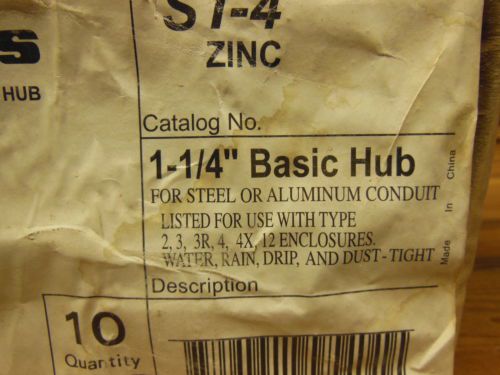 ST-4
ZINC
S
HUB
Catalog No.
1-1/4" Basic Hub
FOR STEEL OR ALUMINUM CONDUIT
LISTED FOR USE WITH TYPE
2, 3, 3R, 4, 4X, 12 ENCLOSURES.
WATER, RAIN, DRIP, AND DUST-TIGHT
Made In China
Description
10
Quantity